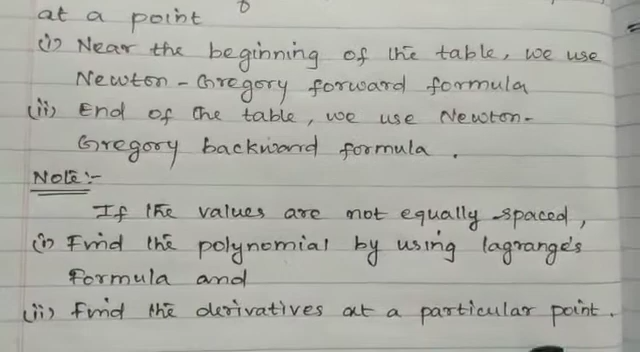 at a point
(i) Near the beginning of the table, we use
Newton-Gregory forward formula
(ii) End of the table, we use Newton-
Gregory backward formula.
Note:-
If the values are not equally spaced,
(i) Find the polynomial by using lagrange's
formula and
(ii) Find the derivatives at a particular point.